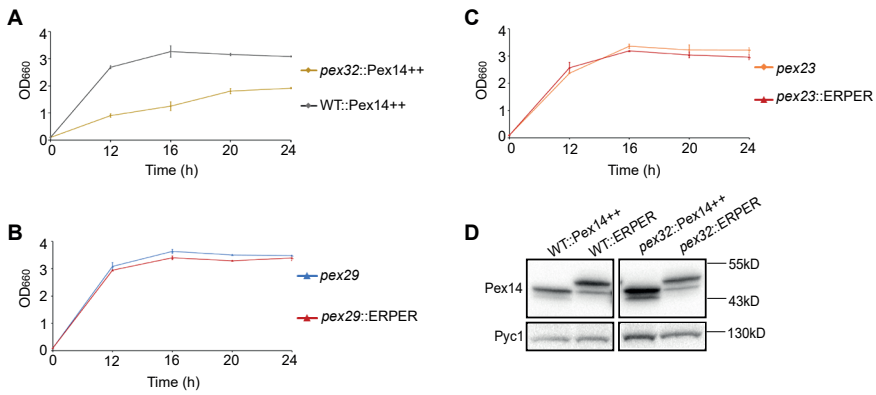 A
OD660
4
3
2
1
0
0 12 16 20 24
Time (h)
pex32::Pex14++
WT::Pex14++
B
OD660
4
3
2
1
0
0 12 16 20 24
Time (h)
pex29
pex29::ERPER
C
OD660
4
3
2
1
0
0 12 16 20 24
Time (h)
pex23
pex23::ERPER
D
WT::Pex14++
WT::ERPER
pex32::Pex14++
pex32::ERPER
Pex14
55kD
43kD
Pyc1
130kD